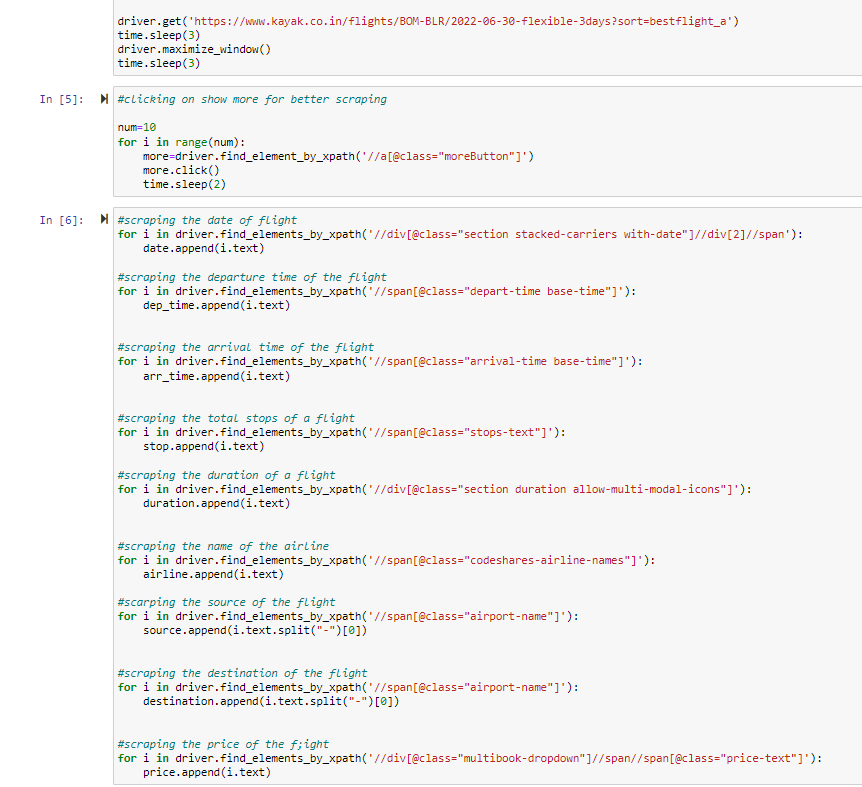 driver.get('https://www.kayak.co.in/flights/BOM-BLR/2022-06-30-flexible-3days?sort=bestflight_a')
time.sleep(3)
driver.maximize_window()
time.sleep(3)
In [5]:
#clicking on show more for better scraping
num=10
for i in range(num):
    more=driver.find_element_by_xpath('//a[@class="moreButton"]')
    more.click()
    time.sleep(2)
In [6]:
#scraping the date of flight
for i in driver.find_elements_by_xpath('//div[@class="section stacked-carriers with-date"]//div[2]//span'):
    date.append(i.text)
#scraping the departure time of the flight
for i in driver.find_elements_by_xpath('//span[@class="depart-time base-time"]'):
    dep_time.append(i.text)
#scraping the arrival time of the flight
for i in driver.find_elements_by_xpath('//span[@class="arrival-time base-time"]'):
    arr_time.append(i.text)
#scraping the total stops of a flight
for i in driver.find_elements_by_xpath('//span[@class="stops-text"]'):
    stop.append(i.text)
#scraping the duration of a flight
for i in driver.find_elements_by_xpath('//div[@class="section duration allow-multi-modal-icons"]'):
    duration.append(i.text)
#scraping the name of the airline
for i in driver.find_elements_by_xpath('//span[@class="codeshares-airline-names"]'):
    airline.append(i.text)
#scarping the source of the flight
for i in driver.find_elements_by_xpath('//span[@class="airport-name"]'):
    source.append(i.text.split("-")[0])
#scraping the destination of the flight
for i in driver.find_elements_by_xpath('//span[@class="airport-name"]'):
    destination.append(i.text.split("-")[0])
#scraping the price of the f;ight
for i in driver.find_elements_by_xpath('//div[@class="multibook-dropdown"]//span//span[@class="price-text"]'):
    price.append(i.text)